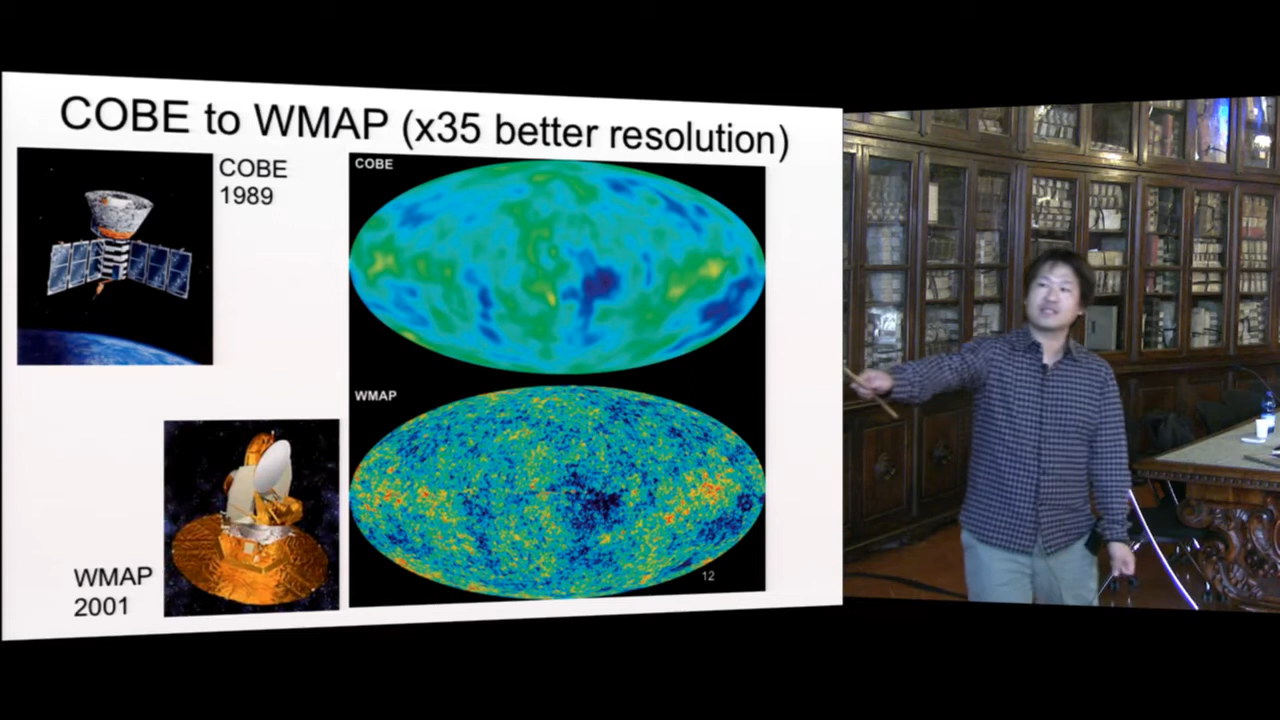 COBE to WMAP (x35 better resolution)
COBE
1989
COBE
WMAP
WMAP
2001
12